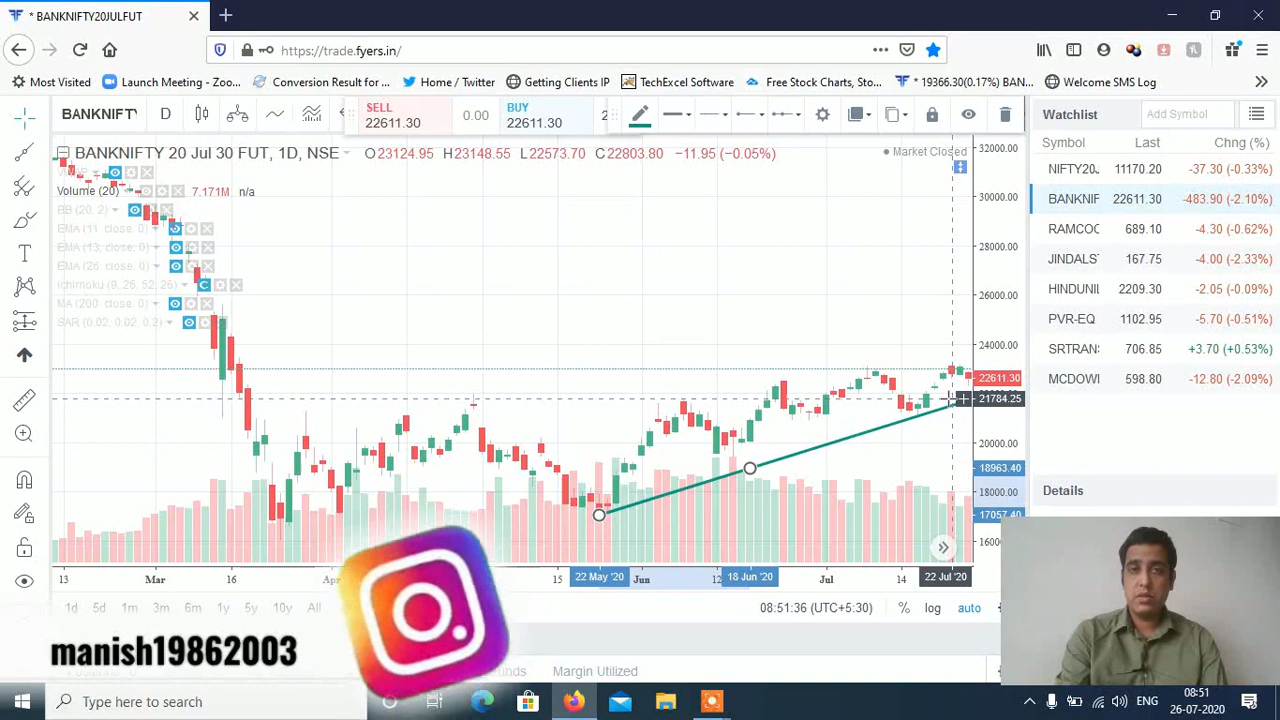 * BANKNIFTY20JULFUT
https://trade.fyers.in/
Most Visited Launch Meeting - Zoo... Conversion Result for ... Home / Twitter Getting Clients IP TechExcel Software Free Stock Charts, Sto... * 19366.30(0.17%) BAN... Welcome SMS Log
BANKNIFTY D SELL 22611.30 0.00 BUY 22611.30 2
BANKNIFTY 20 Jul 30 FUT, 1D, NSE O23124.95 H23148.55 L22573.70 C22803.80 −11.95 (−0.05%)
Market Closed
Volume (20) 7.171M n/a
BB (20, 2)
EMA (11, close, 0)
EMA (13, close, 0)
EMA (26, close, 0)
Ichimoku (9, 26, 52, 26)
MA (200, close, 0)
SAR (0.02, 0.02, 0.2)
32000.00
30000.00
28000.00
26000.00
24000.00
22611.30
21784.25
20000.00
18963.40
18000.00
17057.40
1600
13 Mar 16 Apr 15 22 May '20 Jun 12 18 Jun '20 Jul 14 22 Jul '20
1d 5d 1m 3m 6m 1y 5y 10y All 08:51:36 (UTC+5:30) % log auto
Margin Utilized
manish19862003
Watchlist Add Symbol
Symbol Last Chng (%)
NIFTY20J 11170.20 -37.30 (-0.33%)
BANKNIF 22611.30 -483.90 (-2.10%)
RAMCOC 689.10 -4.30 (-0.62%)
JINDALS 167.75 -4.00 (-2.33%)
HINDUNIL 2209.30 -2.05 (-0.09%)
PVR-EQ 1102.95 -5.70 (-0.51%)
SRTRANS 706.85 +3.70 (+0.53%)
MCDOWI 598.80 -12.80 (-2.09%)
Details
Type here to search
ENG
08:51
26-07-2020